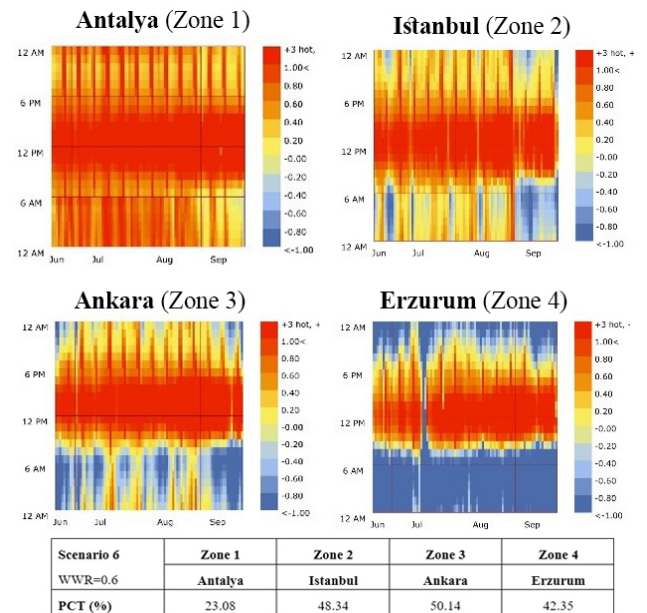 Antalya (Zone 1)
Istanbul (Zone 2)
12 AM
6 PM
12 PM
6 AM
12 AM
Jun Jul Aug Sep
+3 hot,
1.00<
0.80
0.60
0.40
0.20
-0.00
-0.20
-0.40
-0.60
-0.80
<-1.00
12 AM
6 PM
12 PM
6 AM
12 AM
Jun Jul Aug Sep
+3 hot, +
1.00<
0.80
0.60
0.40
0.20
-0.00
-0.20
-0.40
-0.60
-0.80
<-1.00
Ankara (Zone 3)
Erzurum (Zone 4)
12 AM
6 PM
12 PM
6 AM
12 AM
Jun Jul Aug Sep
+3 hot, +
1.00<
0.80
0.60
0.40
0.20
-0.00
-0.20
-0.40
-0.60
-0.80
<-1.00
12 AM
6 PM
12 PM
6 AM
12 AM
Jun Jul Aug Sep
+3 hot, -
1.00<
0.80
0.60
0.40
0.20
-0.00
-0.20
-0.40
-0.60
-0.80
<-1.00
Scenario 6 Zone 1 Zone 2 Zone 3 Zone 4
WWR=0.6 Antalya Istanbul Ankara Erzurum
PCT (%) 23.08 48.34 50.14 42.35